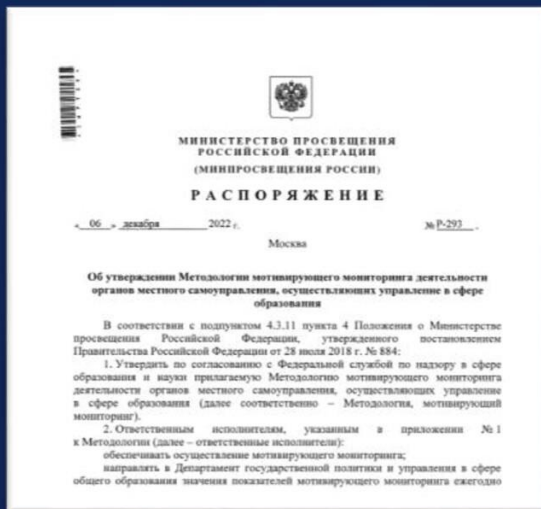 МИНИСТЕРСТВО ПРОСВЕЩЕНИЯ
РОССИЙСКОЙ ФЕДЕРАЦИИ
(МИНПРОСВЕЩЕНИЯ РОССИИ)
РАСПОРЯЖЕНИЕ
« 06 » декабря 2022 г. № Р-293 .
Москва
Об утверждении Методологии мотивирующего мониторинга деятельности
органов местного самоуправления, осуществляющих управление в сфере
образования
В соответствии с подпунктом 4.3.11 пункта 4 Положения о Министерстве
просвещения Российской Федерации, утвержденного постановлением
Правительства Российской Федерации от 28 июля 2018 г. № 884:
1. Утвердить по согласованию с Федеральной службой по надзору в сфере
образования и науки прилагаемую Методологию мотивирующего мониторинга
деятельности органов местного самоуправления, осуществляющих управление
в сфере образования (далее соответственно – Методология, мотивирующий
мониторинг).
2. Ответственным исполнителям, указанным в приложении № 1
к Методологии (далее – ответственные исполнители):
обеспечивать осуществление мотивирующего мониторинга;
направлять в Департамент государственной политики и управления в сфере
общего образования значения показателей мотивирующего мониторинга ежегодно